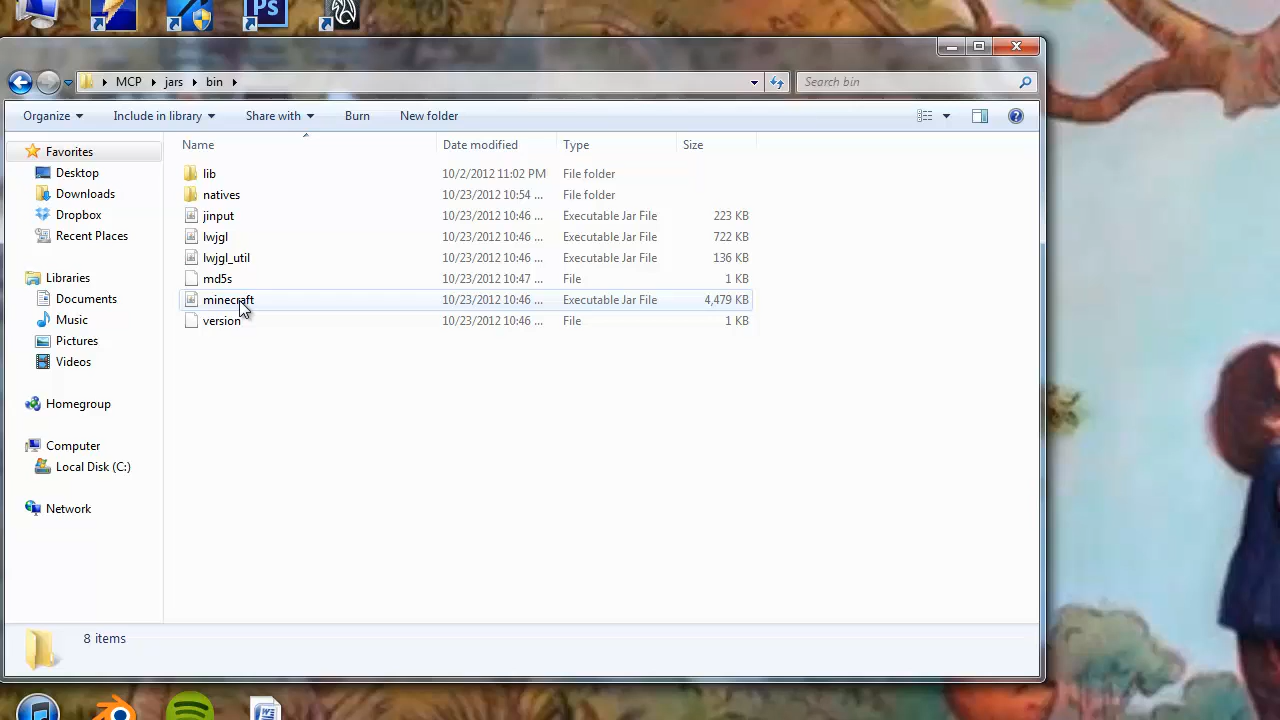 Ps
MCP jars bin Search bin
Organize Include in library Share with Burn New folder
Name Date modified Type Size
Favorites
Desktop
Downloads
Dropbox
Recent Places
Libraries
Documents
Music
Pictures
Videos
Homegroup
Computer
Local Disk (C:)
Network
lib 10/2/2012 11:02 PM File folder
natives 10/23/2012 10:54 ... File folder
jinput 10/23/2012 10:46 ... Executable Jar File 223 KB
lwjgl 10/23/2012 10:46 ... Executable Jar File 722 KB
lwjgl_util 10/23/2012 10:46 ... Executable Jar File 136 KB
md5s 10/23/2012 10:47 ... File 1 KB
minecraft 10/23/2012 10:46 ... Executable Jar File 4,479 KB
version 10/23/2012 10:46 ... File 1 KB
8 items